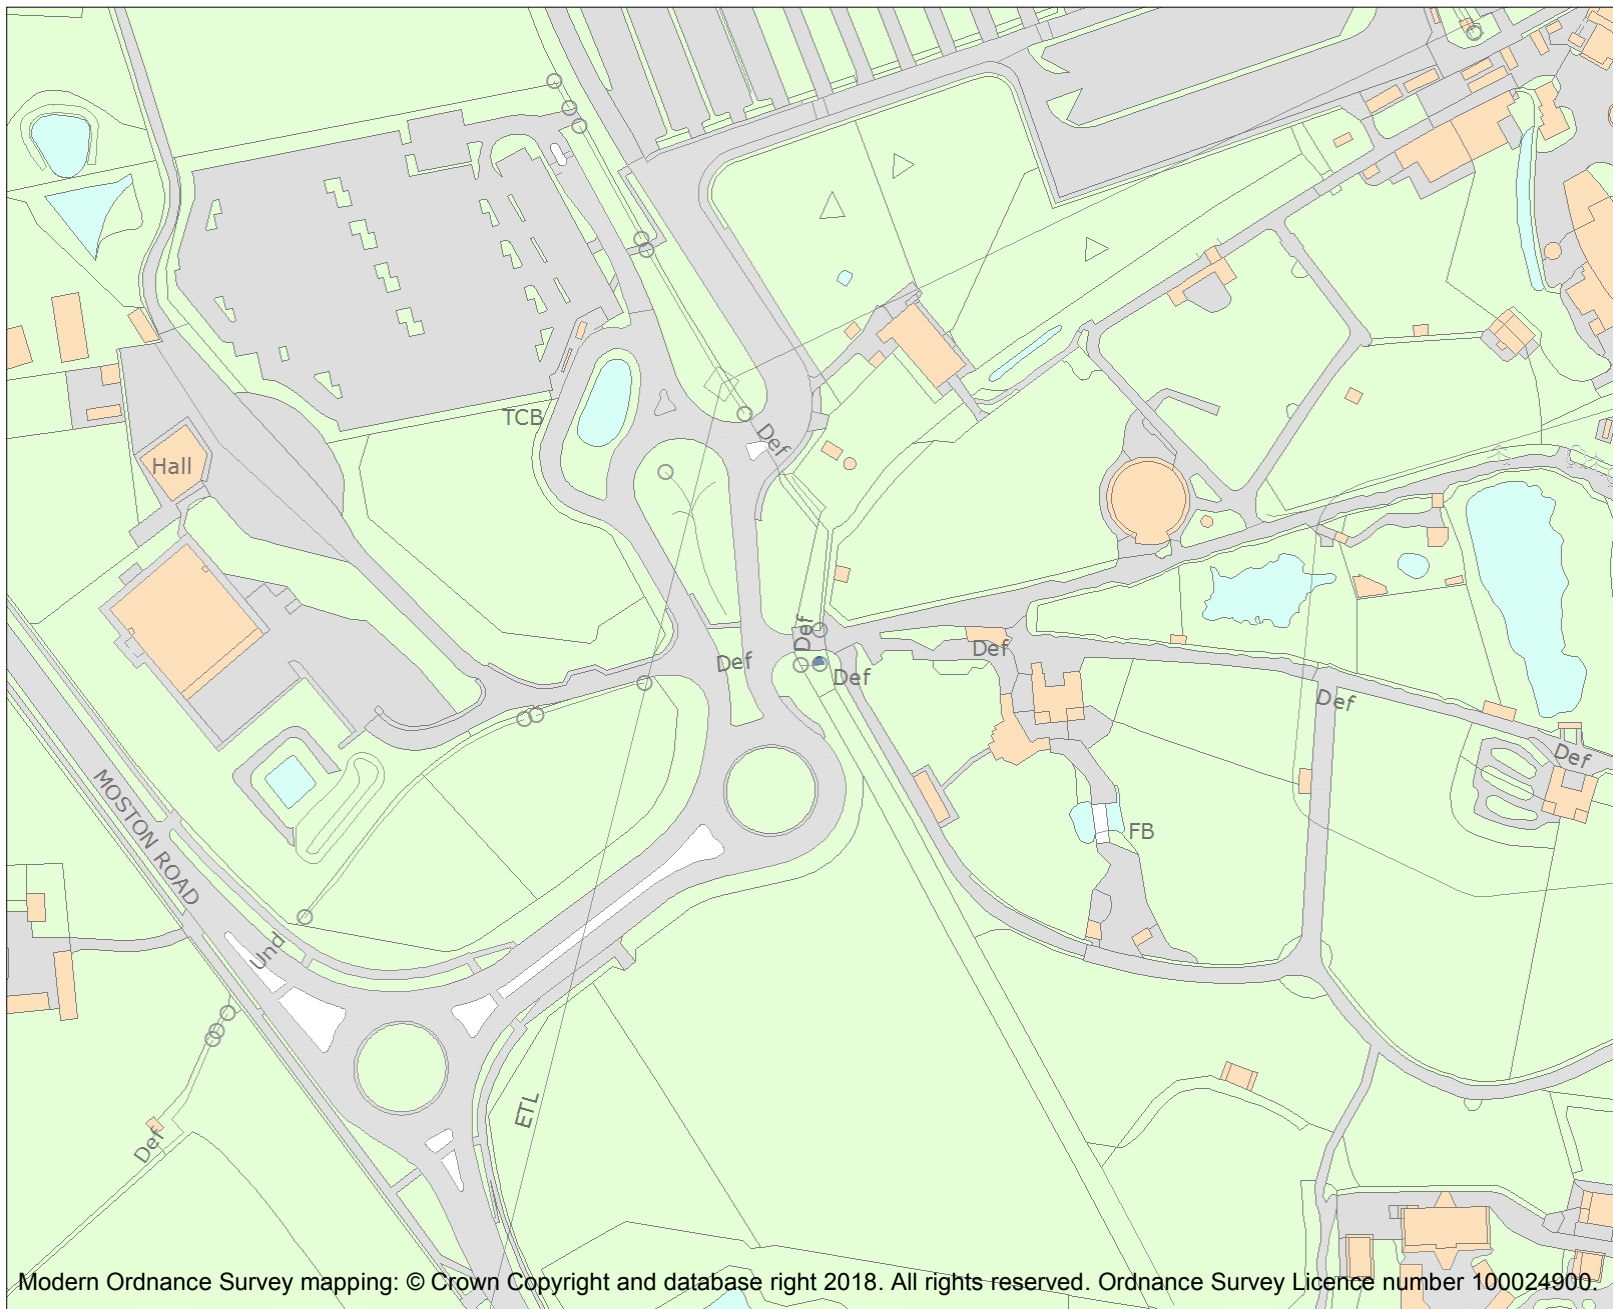 TCB
Def
Hall
Def
Def
Def
Def
Def
Def
MOSTON ROAD
FB
Und
ETL
Def
Modern Ordnance Survey mapping: © Crown Copyright and database right 2018. All rights reserved. Ordnance Survey Licence number 100024900.